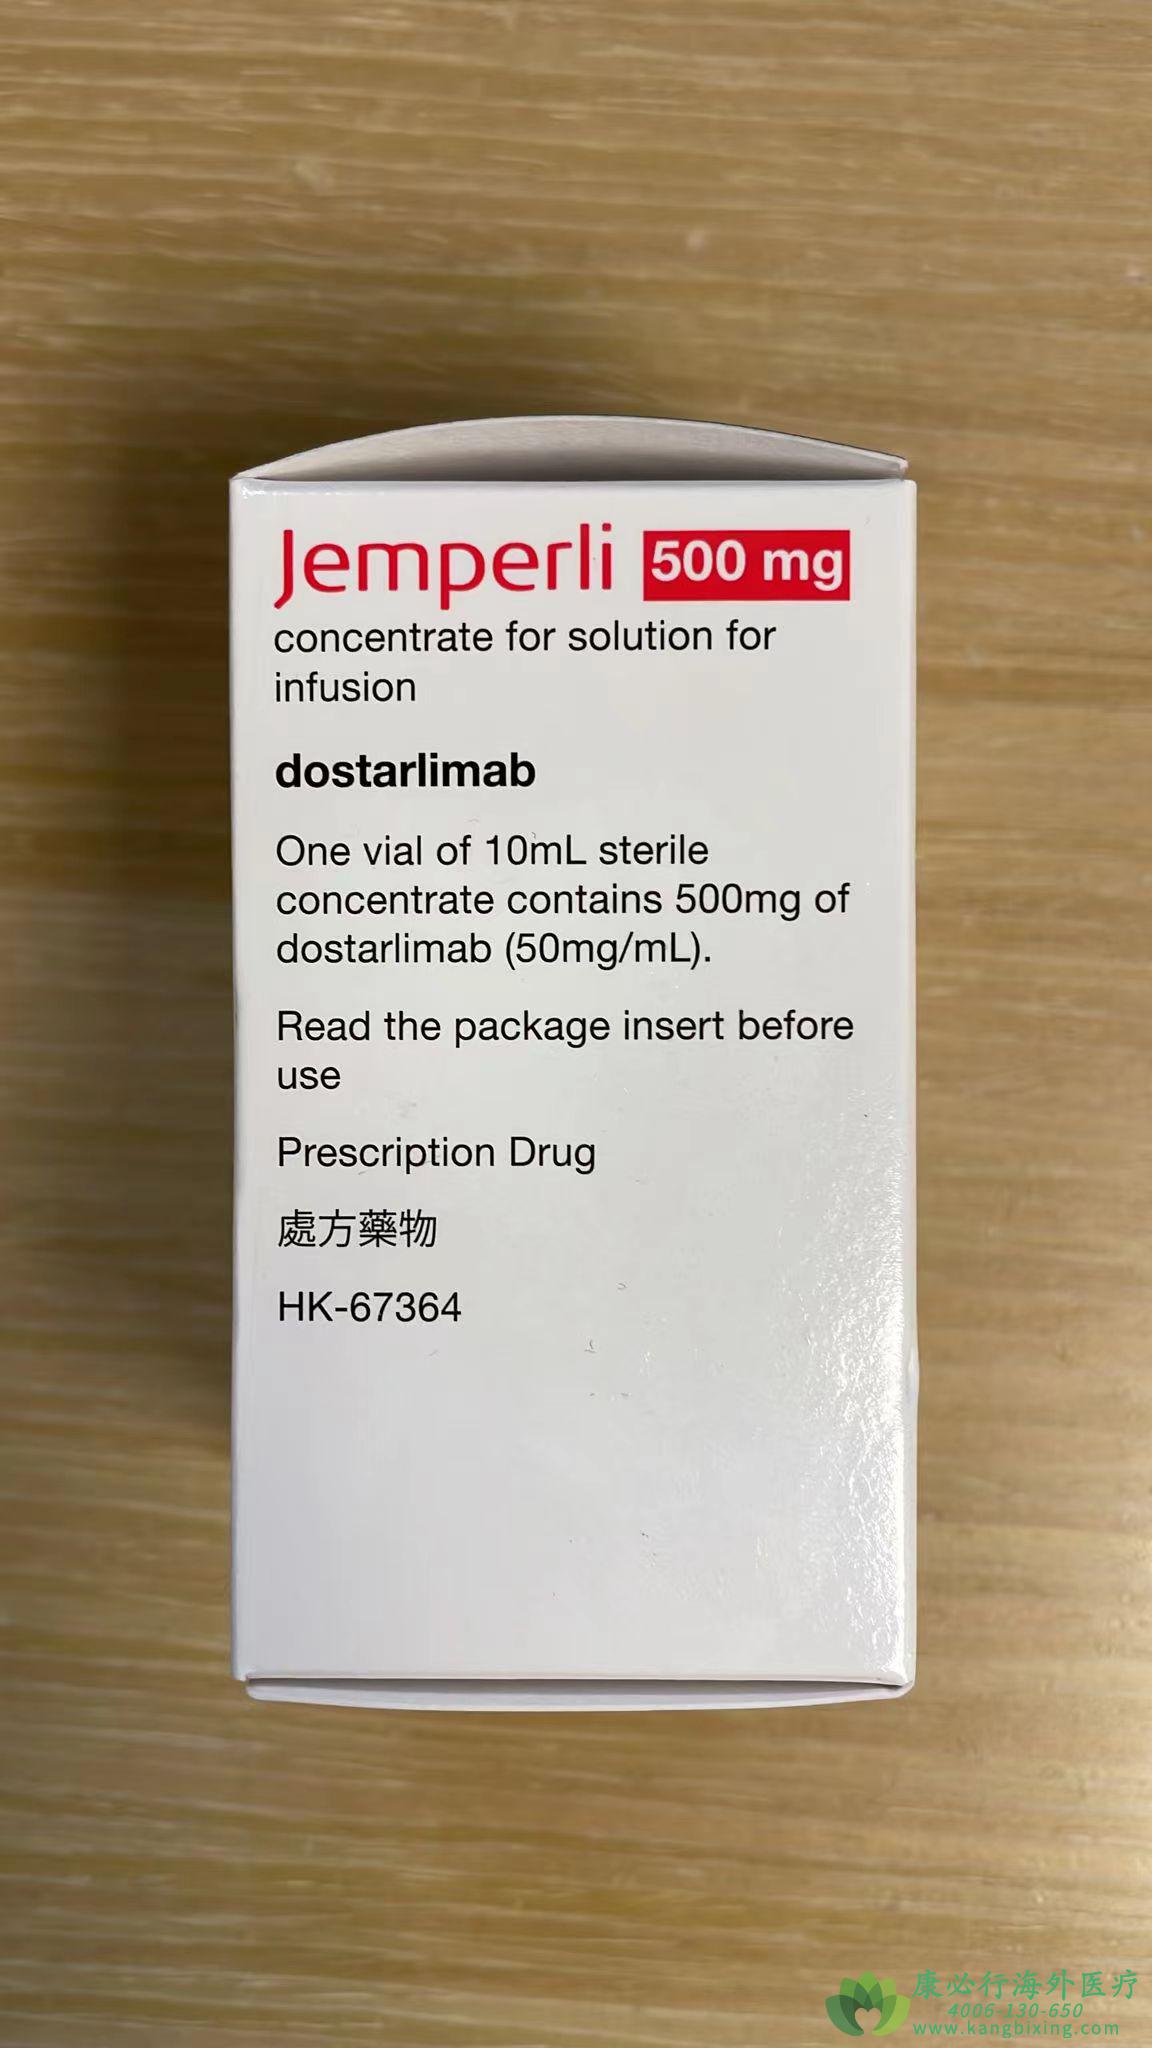 Jemperli 500 mg
concentrate for solution for
infusion
dostarlimab
One vial of 10mL sterile
concentrate contains 500mg of
dostarlimab (50mg/mL).
Read the package insert before
use
Prescription Drug
處方藥物
HK-67364
康必行海外医疗
4006-130-650
www.kangbixing.com